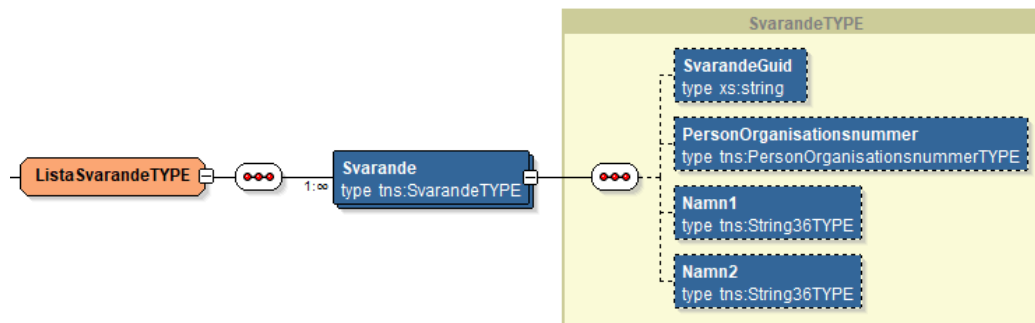 SvarandeTYPE
SvarandeGuid
type xs:string
PersonOrganisationsnummer
type tns:PersonOrganisationsnummerTYPE
ListaSvarandeTYPE
1:∞
Svarande
type tns:SvarandeTYPE
Namn1
type tns:String36TYPE
Namn2
type tns:String36TYPE